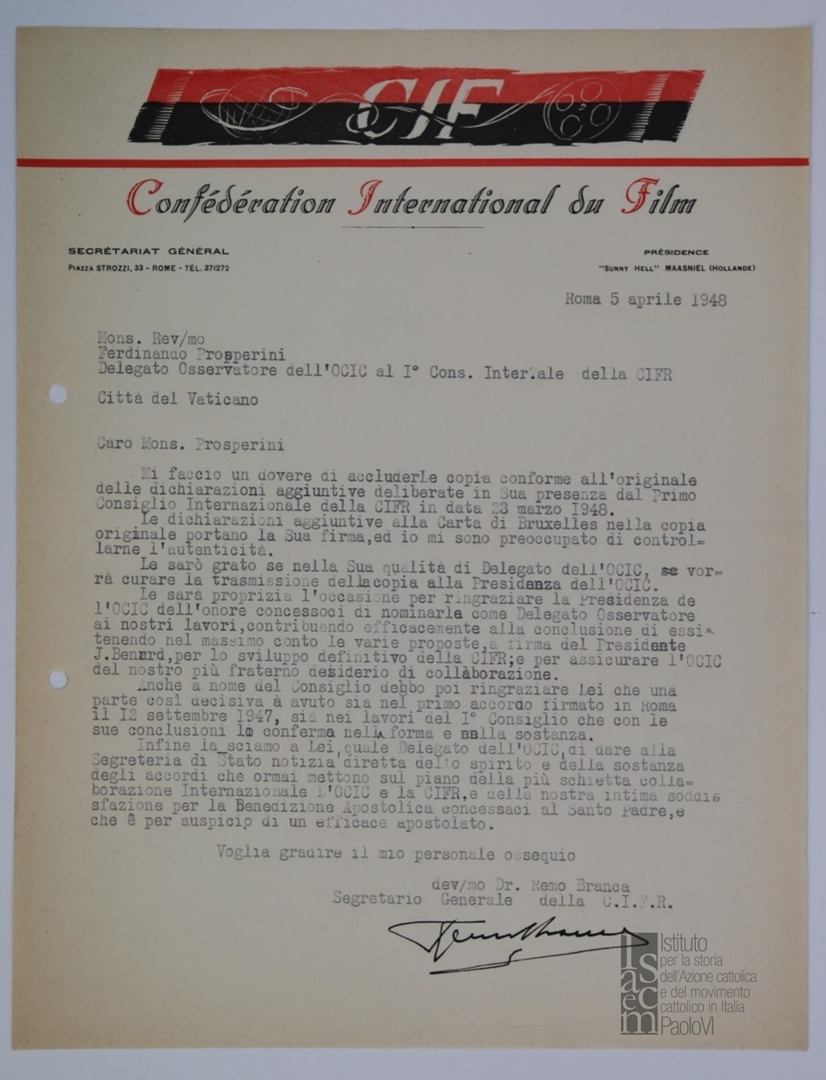 CIF
Confédération International du Film
SECRÉTARIAT GÉNÉRAL
PIAZZA STROZZI, 33 - ROME - TÉL. 371272
PRÉSIDENCE
"SUNNY HELL" MAASNIEL (HOLLANDE)
Roma 5 aprile 1948
Mons. Rev/mo
Ferdinando Prosperini
Delegato Osservatore dell'OCIC al I° Cons. Inter.ale della CIFR
Città del Vaticano
Caro Mons. Prosperini
Mi faccio un dovere di accluderLe copia conforme all'originale
delle dichiarazioni aggiuntive deliberate in Sua presenza dal Primo
Consiglio Internazionale della CIFR in data 23 marzo 1948.
Le dichiarazioni aggiuntive alla Carta di Bruxelles nella copia
originale portano la Sua firma,ed io mi sono preoccupato di control=
larne l'autenticità.
Le sarò grato se nella Sua qualità di Delegato dell'OCIC, se vor=
rà curare la trasmissione dellacopia alla Presidenza dell'OCIC.
Le sarà proprizia l'occasione per ringraziare la Presidenza de
l'OCIC dell'onore concessoci di nominarla come Delegato Osservatore
ai nostri lavori,contribuendo efficacemente alla conclusione di essi
tenendo nel massimo conto le varie proposte,a firma del Presidente
J.Benard,per lo sviluppo definitivo della CIFR;e per assicurare l'OCIC
del nostro più fraterno desiderio di collàborazione.
Anche a nome del Consiglio debbo poi ringraziare Lei che una
parte così decisiva à avuto sia nel primo accordo firmato in Roma
il 12 settembre 1947, sia nei lavori del I° Consiglio che con le
sue conclusioni lo conferma nella forma e nella sostanza.
Infine la sciamo a Lei,quale Delegato dell'OCIC,di dare alla
Segreteria di Stato notizia diretta dello spirito e della sostanza
degli accordi che ormai mettono sul piano della più schietta colla=
borazione Internazionale l'OCIC e la CIFR,e della nostra intima soddis
sfazione per la Benedizione Apostolica concessaci al Santo Padre,e
che è per auspicio di un efficace apostolato.
Voglia gradire il mio personale ossequio
dev/mo Dr. Remo Branca
Segretario Generale della C.I.F.R.
Isacem
Istituto
per la storia
dell'Azione cattolica
e del movimento
cattolico in Italia
PaoloVI